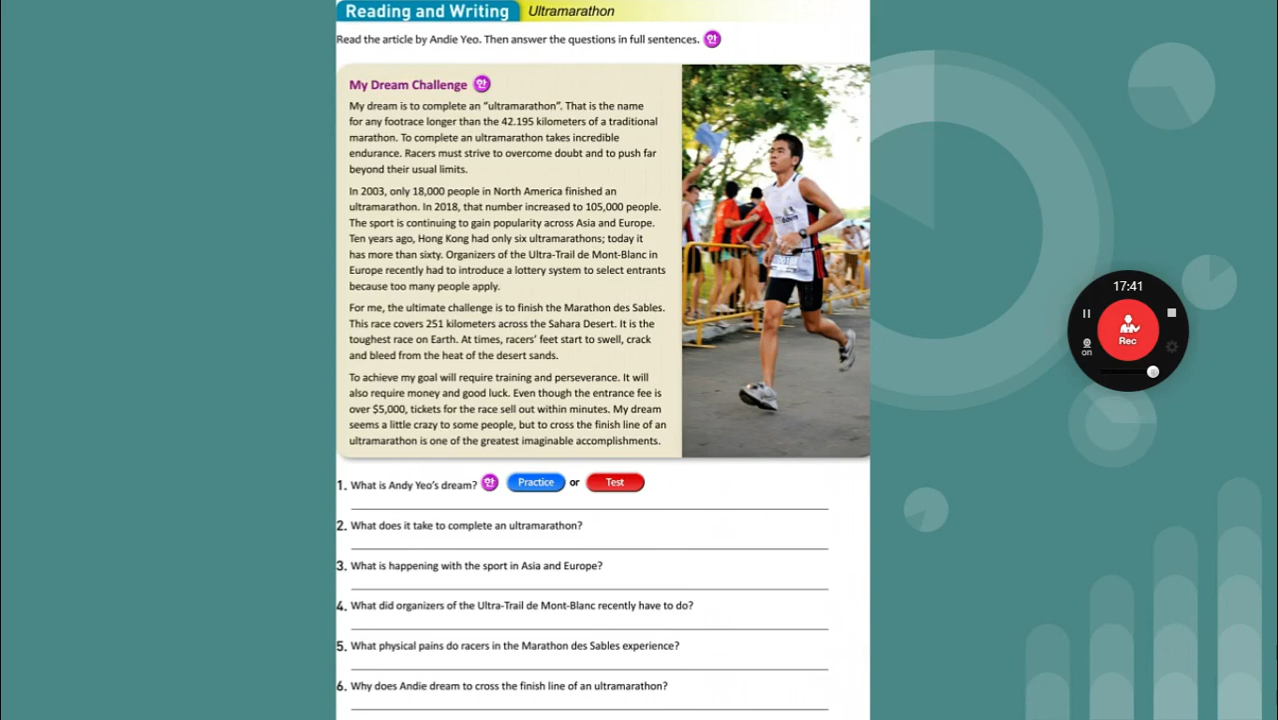 Reading and Writing Ultramarathon
Read the article by Andie Yeo. Then answer the questions in full sentences. 한
My Dream Challenge 한
My dream is to complete an “ultramarathon”. That is the name
for any footrace longer than the 42.195 kilometers of a traditional
marathon. To complete an ultramarathon takes incredible
endurance. Racers must strive to overcome doubt and to push far
beyond their usual limits.
In 2003, only 18,000 people in North America finished an
ultramarathon. In 2018, that number increased to 105,000 people.
The sport is continuing to gain popularity across Asia and Europe.
Ten years ago, Hong Kong had only six ultramarathons; today it
has more than sixty. Organizers of the Ultra-Trail de Mont-Blanc in
Europe recently had to introduce a lottery system to select entrants
because too many people apply.
For me, the ultimate challenge is to finish the Marathon des Sables.
This race covers 251 kilometers across the Sahara Desert. It is the
toughest race on Earth. At times, racers’ feet start to swell, crack
and bleed from the heat of the desert sands.
To achieve my goal will require training and perseverance. It will
also require money and good luck. Even though the entrance fee is
over $5,000, tickets for the race sell out within minutes. My dream
seems a little crazy to some people, but to cross the finish line of an
ultramarathon is one of the greatest imaginable accomplishments.
1. What is Andy Yeo’s dream? 한 Practice or Test
2. What does it take to complete an ultramarathon?
3. What is happening with the sport in Asia and Europe?
4. What did organizers of the Ultra-Trail de Mont-Blanc recently have to do?
5. What physical pains do racers in the Marathon des Sables experience?
6. Why does Andie dream to cross the finish line of an ultramarathon?
17:41
Rec
on